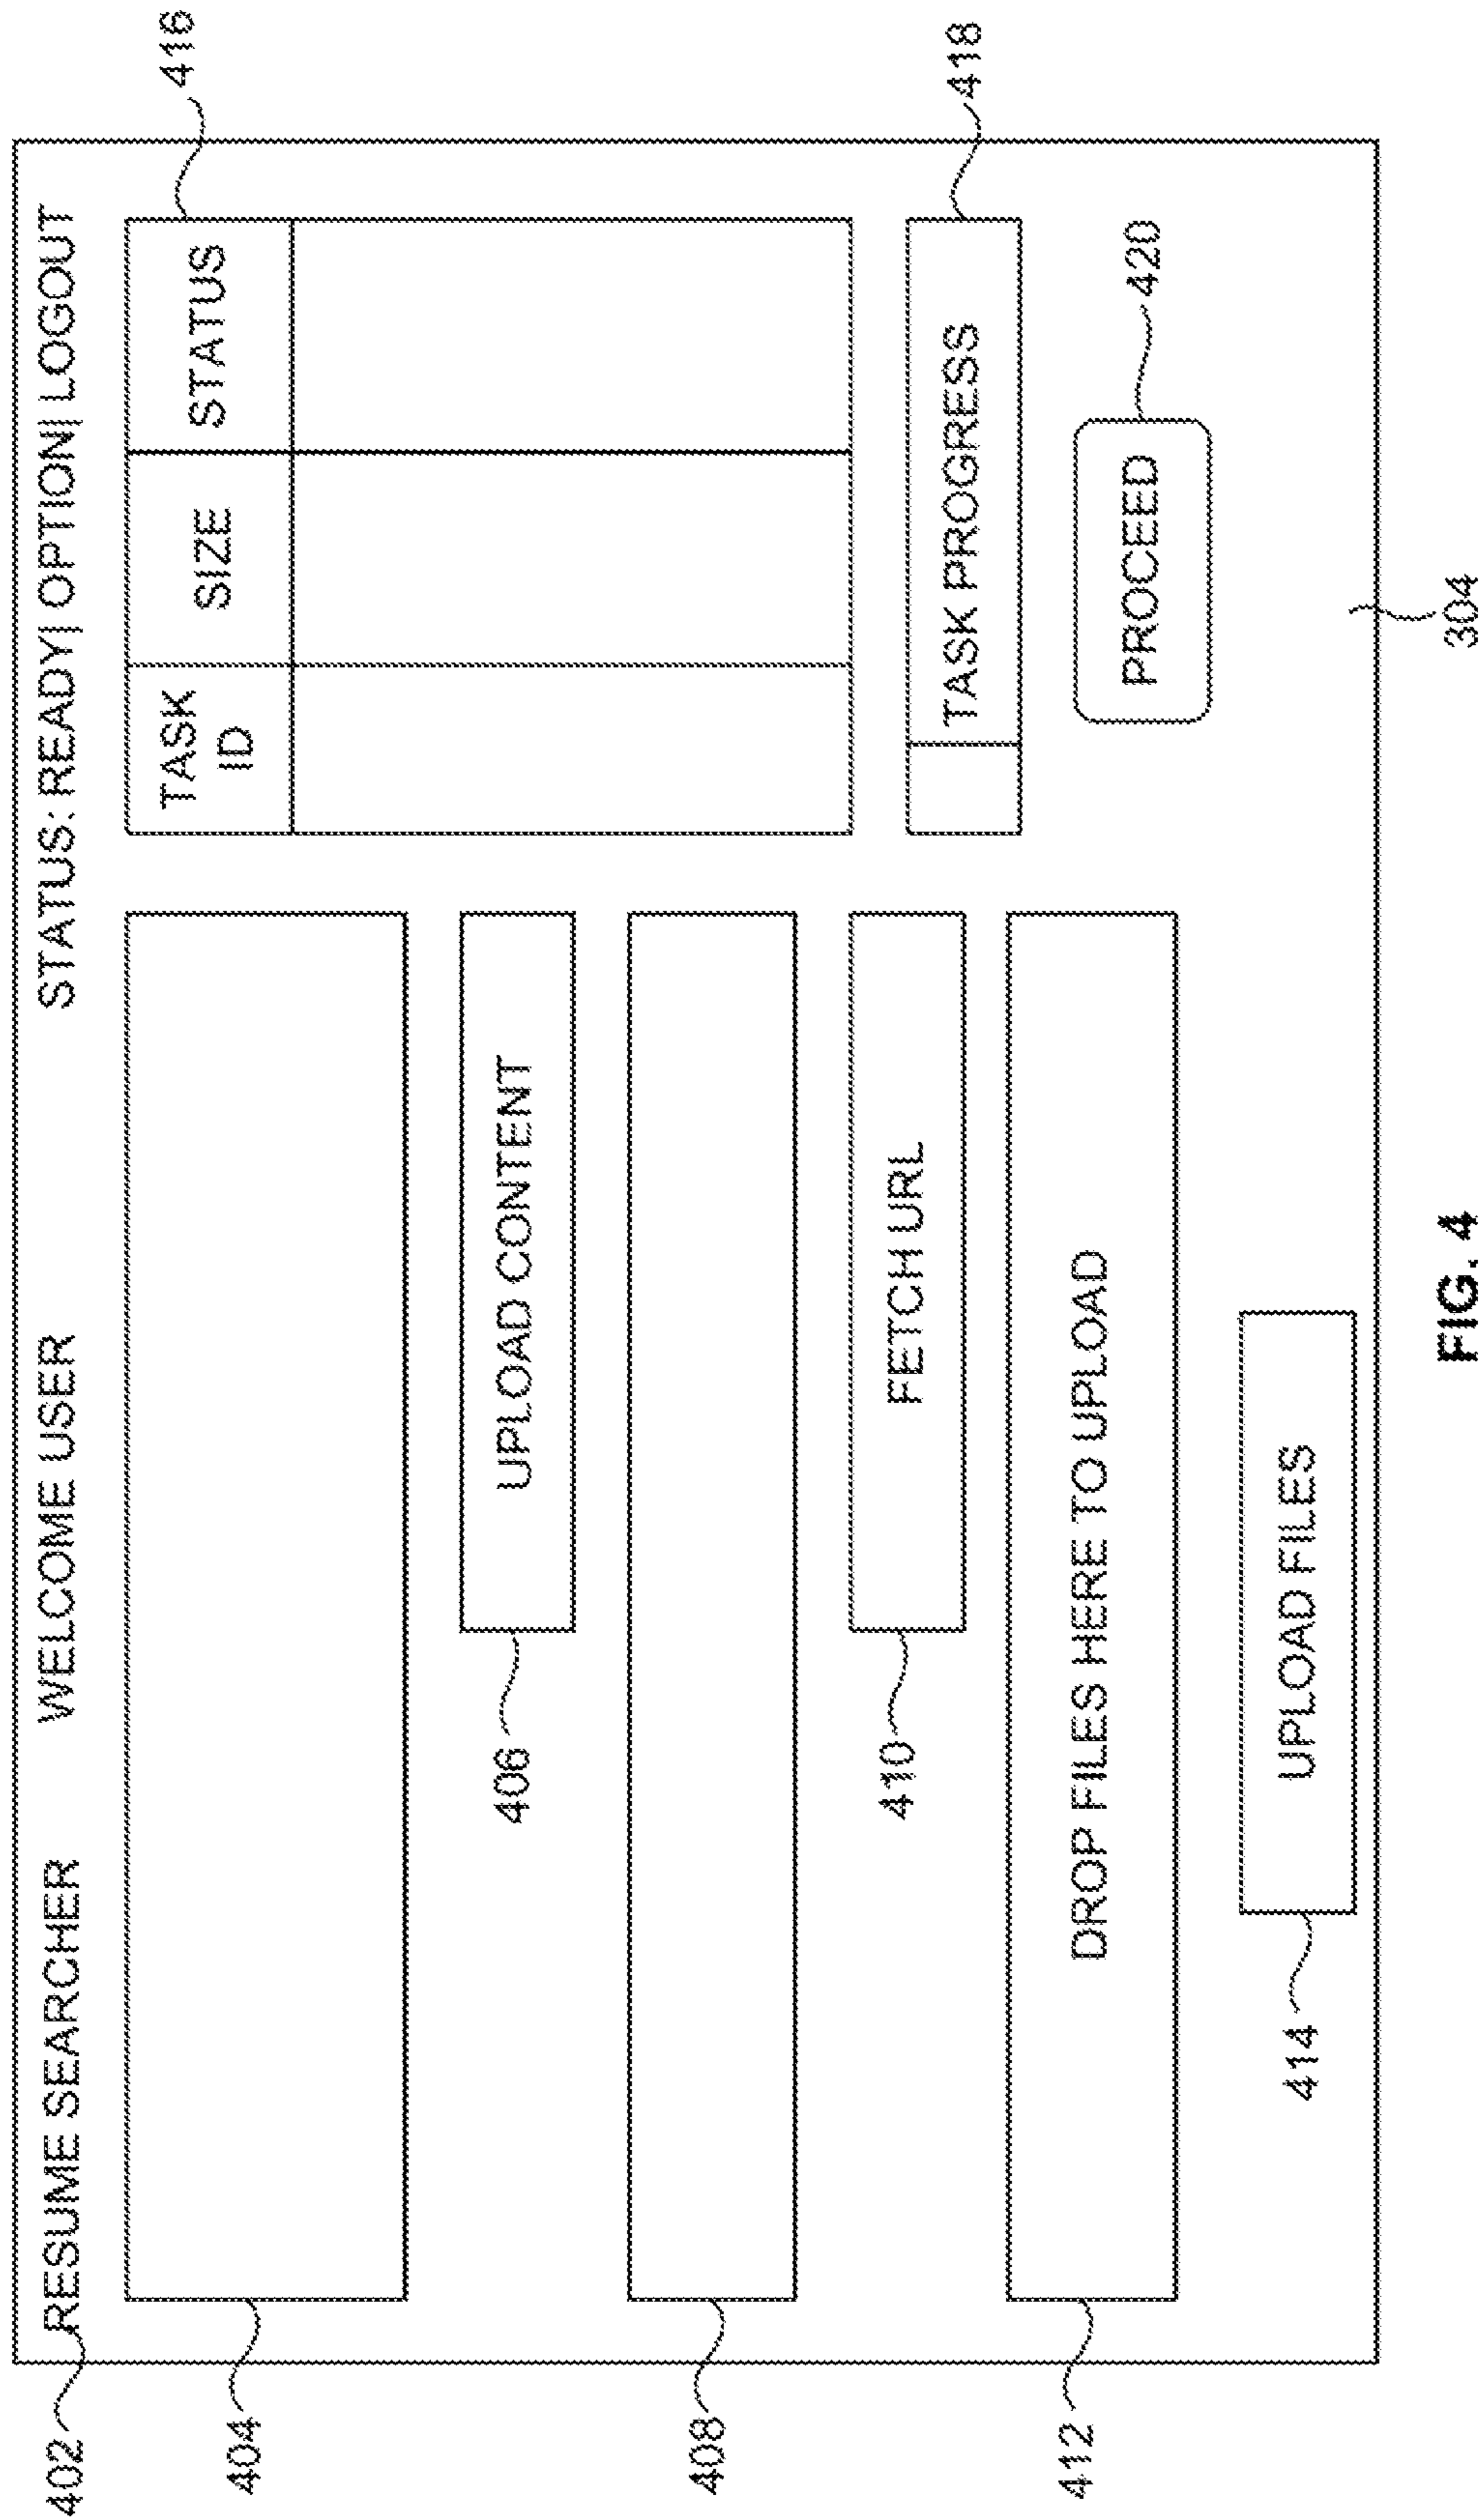 402
RESUME SEARCHER WELCOME USER STATUS: READY| OPTION| LOGOUT
404
TASK ID SIZE STATUS
416
UPLOAD CONTENT
406
408
FETCH URL
410
TASK PROGRESS
418
412
DROP FILES HERE TO UPLOAD
PROCEED
420
UPLOAD FILES
414
304
FIG. 4